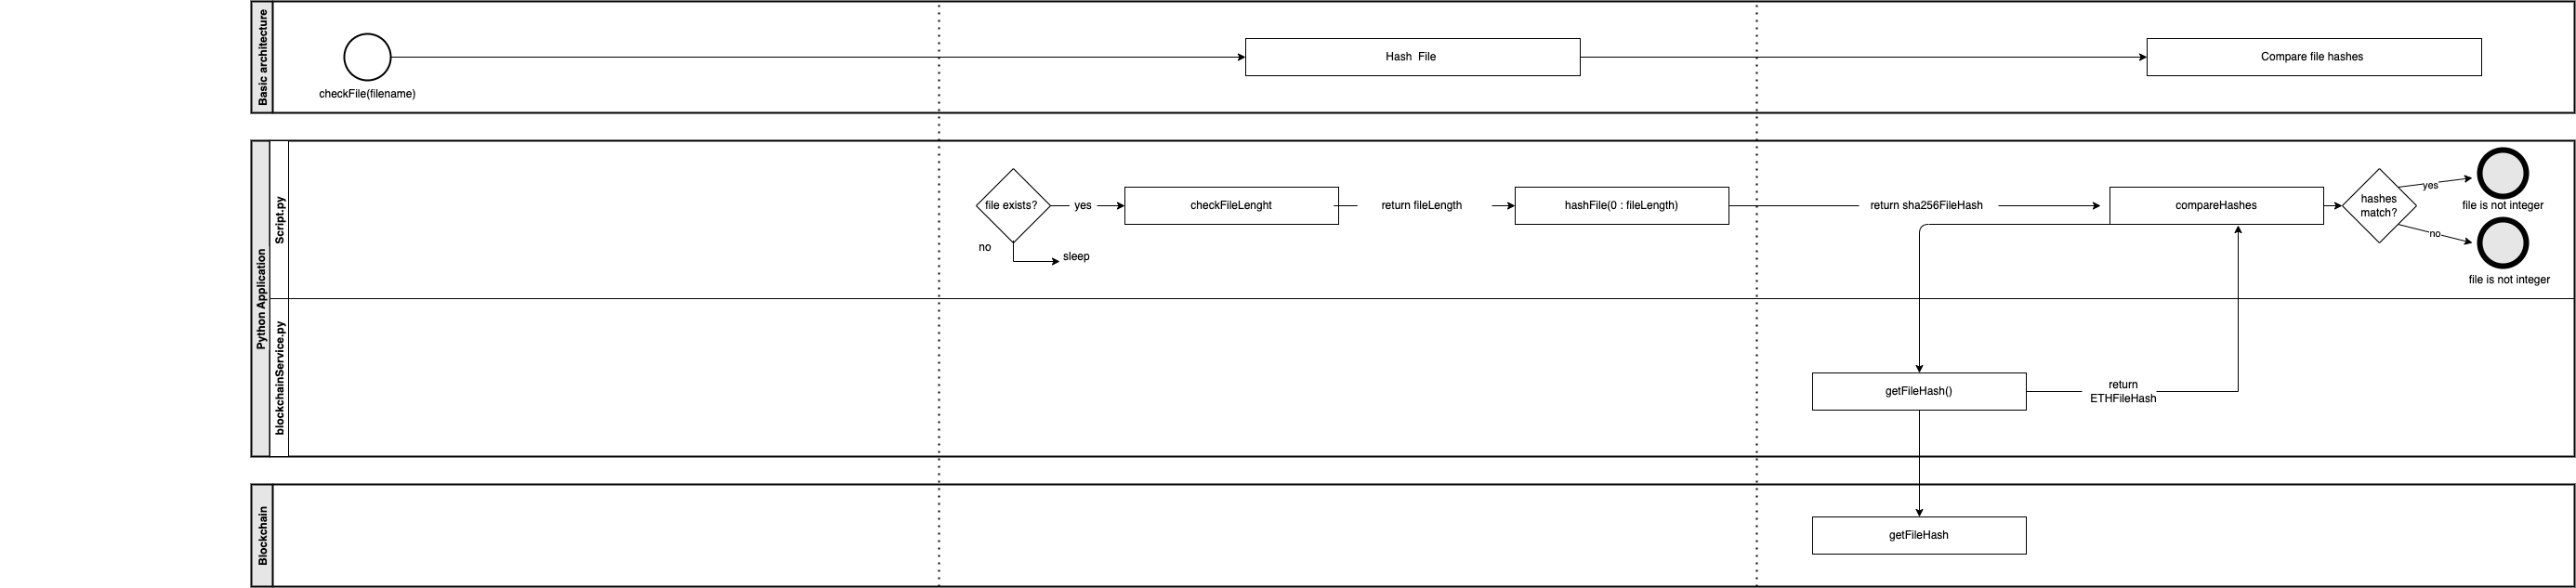 Basic architecture
checkFile(filename)
Hash File
Compare file hashes
Python Application
Script.py
file exists?
yes
no
sleep
checkFileLenght
return fileLength
hashFile(0 : fileLength)
return sha256FileHash
compareHashes
hashes
match?
yes
file is not integer
no
file is not integer
blockchainService.py
getFileHash()
return
ETHFileHash
Blockchain
getFileHash